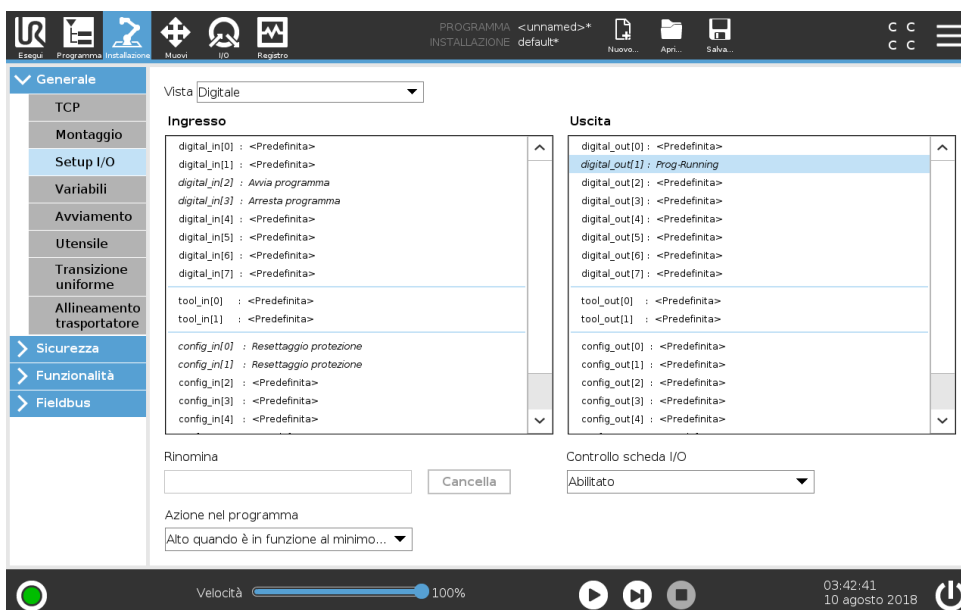 PROGRAMMA <unnamed>*
INSTALLAZIONE default*
Esegui Programma Installazione Muovi I/O Registro Nuovo... Apri... Salva...
C C
C C
Generale
TCP
Montaggio
Setup I/O
Variabili
Avviamento
Utensile
Transizione
uniforme
Allineamento
trasportatore
Sicurezza
Funzionalità
Fieldbus
Vista Digitale
Ingresso
digital_in[0] : <Predefinita>
digital_in[1] : <Predefinita>
digital_in[2] : Avvia programma
digital_in[3] : Arresta programma
digital_in[4] : <Predefinita>
digital_in[5] : <Predefinita>
digital_in[6] : <Predefinita>
digital_in[7] : <Predefinita>
tool_in[0] : <Predefinita>
tool_in[1] : <Predefinita>
config_in[0] : Resettaggio protezione
config_in[1] : Resettaggio protezione
config_in[2] : <Predefinita>
config_in[3] : <Predefinita>
config_in[4] : <Predefinita>
Uscita
digital_out[0] : <Predefinita>
digital_out[1] : Prog-Running
digital_out[2] : <Predefinita>
digital_out[3] : <Predefinita>
digital_out[4] : <Predefinita>
digital_out[5] : <Predefinita>
digital_out[6] : <Predefinita>
digital_out[7] : <Predefinita>
tool_out[0] : <Predefinita>
tool_out[1] : <Predefinita>
config_out[0] : <Predefinita>
config_out[1] : <Predefinita>
config_out[2] : <Predefinita>
config_out[3] : <Predefinita>
config_out[4] : <Predefinita>
Rinomina
Cancella
Azione nel programma
Alto quando è in funzione al minimo...
Controllo scheda I/O
Abilitato
Velocità 100%
03:42:41
10 agosto 2018